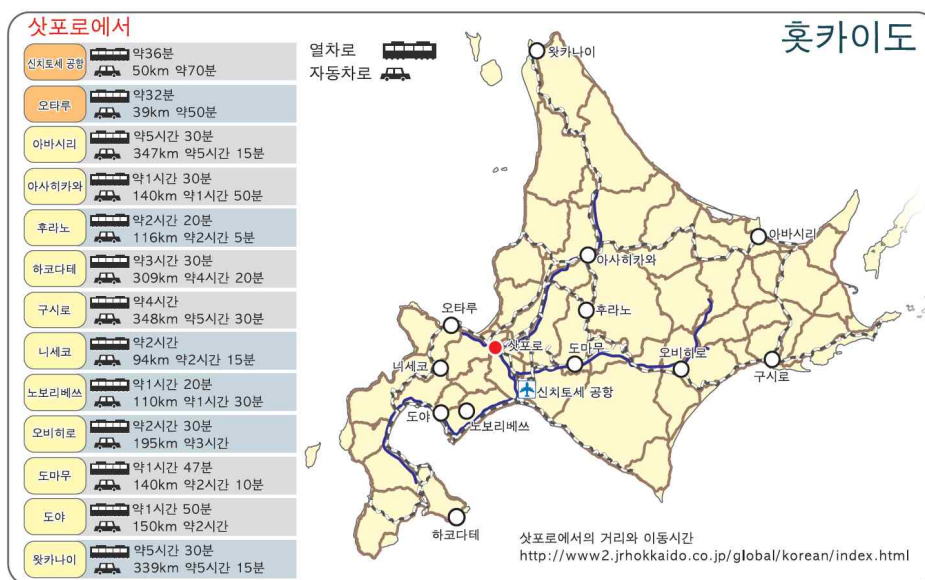 삿포로에서
신치토세 공항
약36분
50km 약70분
오타루
약32분
39km 약50분
아바시리
약5시간 30분
347km 약5시간 15분
아사히카와
약1시간 30분
140km 약1시간 50분
후라노
약2시간 20분
116km 약2시간 5분
하코다테
약3시간 30분
309km 약4시간 20분
구시로
약4시간
348km 약5시간 30분
니세코
약2시간
94km 약2시간 15분
노보리베쓰
약1시간 20분
110km 약1시간 30분
오비히로
약2시간 30분
195km 약3시간
도마무
약1시간 47분
140km 약2시간 10분
도야
약1시간 50분
150km 약2시간
왓카나이
약5시간 30분
339km 약5시간 15분
열차로
자동차로
홋카이도
왓카나이
아바시리
아사히카와
후라노
오타루
삿포로
도마무
오비히로
니세코
구시로
신치토세 공항
도야
노보리베쓰
하코다테
삿포로에서의 거리와 이동시간
http://www2.jrhokkaido.co.jp/global/korean/index.html